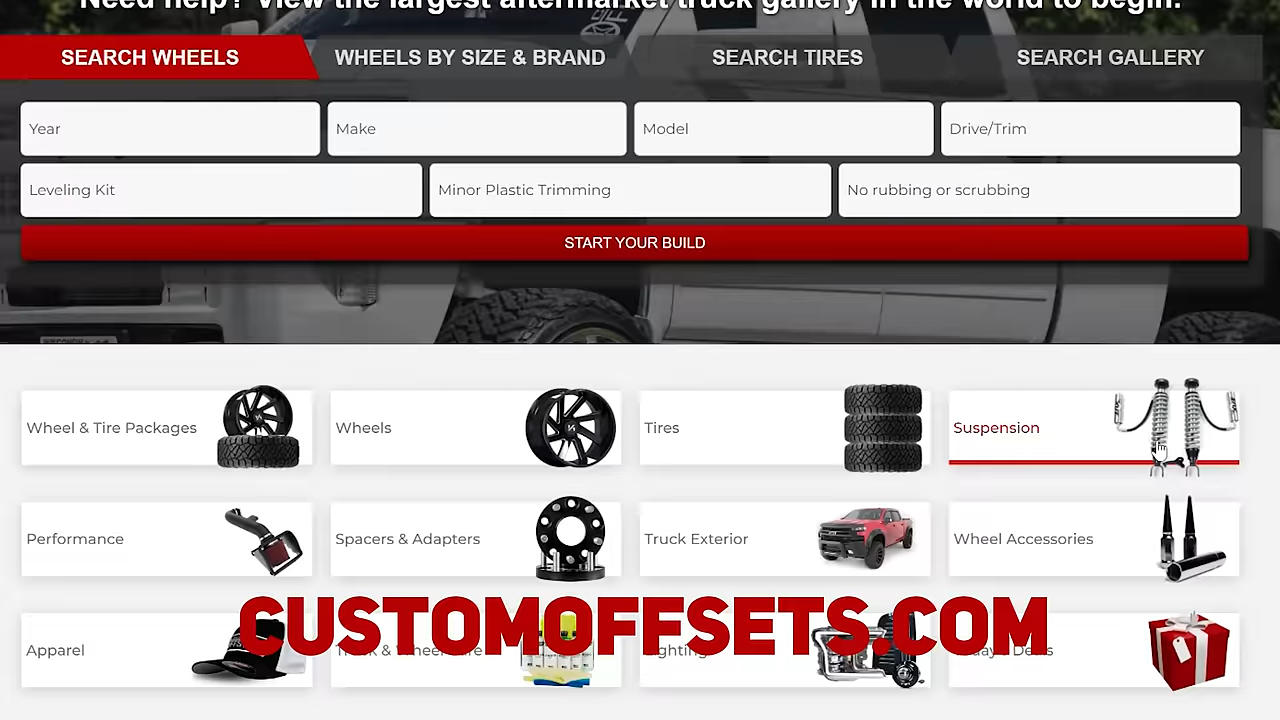 Need help? View the largest aftermarket truck gallery in the world to begin.
SEARCH WHEELS
WHEELS BY SIZE & BRAND
SEARCH TIRES
SEARCH GALLERY
Year
Make
Model
Drive/Trim
Leveling Kit
Minor Plastic Trimming
No rubbing or scrubbing
START YOUR BUILD
Wheel & Tire Packages
Wheels
Tires
Suspension
Performance
Spacers & Adapters
Truck Exterior
Wheel Accessories
CUSTOMOFFSETS.COM
Apparel